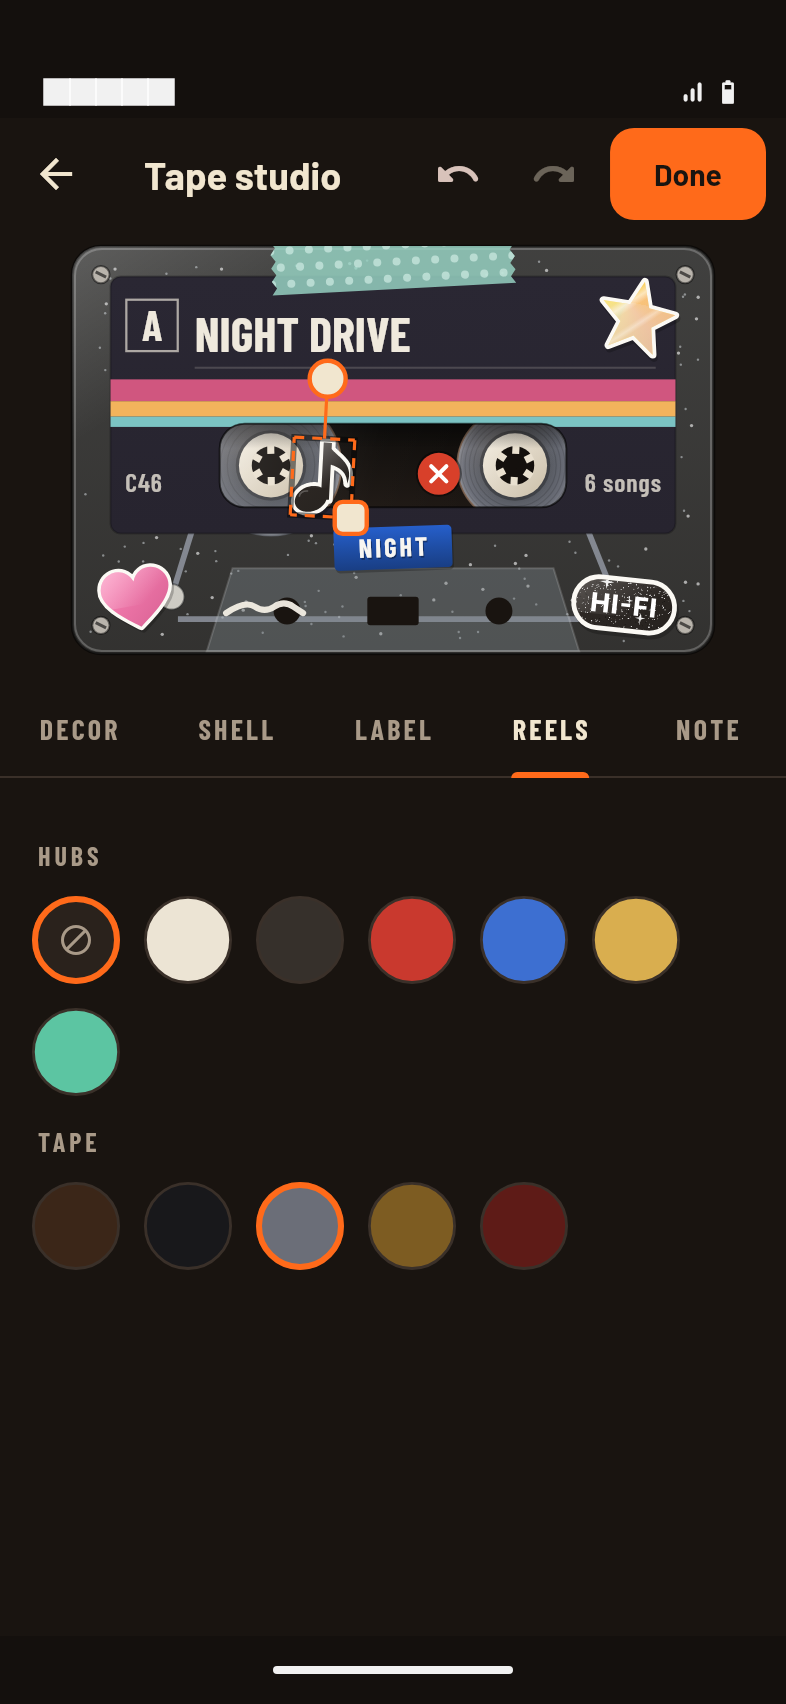 Tape studio
Done
A
NIGHT DRIVE
C46
6 songs
NIGHT
HI-FI
DECOR
SHELL
LABEL
REELS
NOTE
HUBS
TAPE